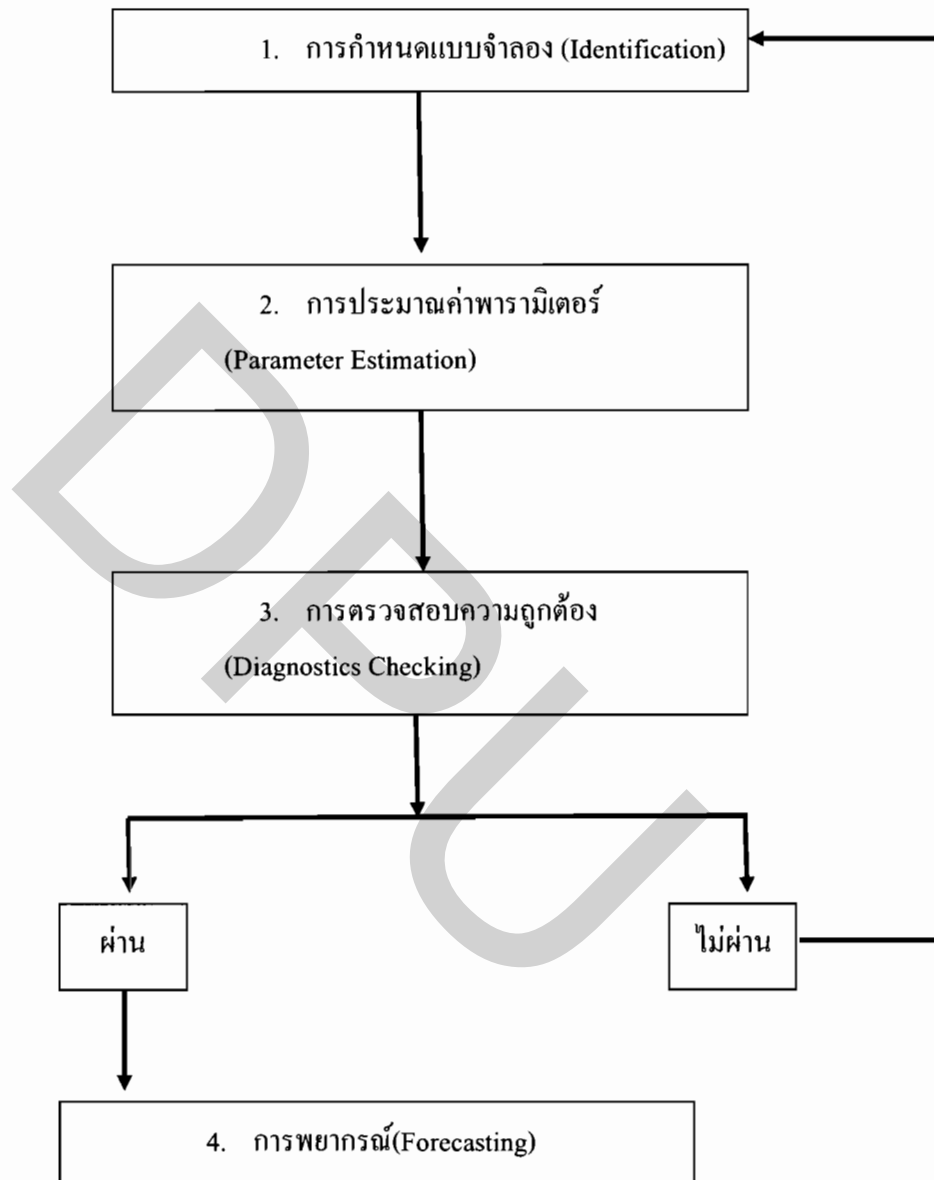 1. การกำหนดแบบจำลอง (Identification)
2. การประมาณค่าพารามิเตอร์
(Parameter Estimation)
3. การตรวจสอบความถูกต้อง
(Diagnostics Checking)
ผ่าน
ไม่ผ่าน
4. การพยากรณ์(Forecasting)
DPU